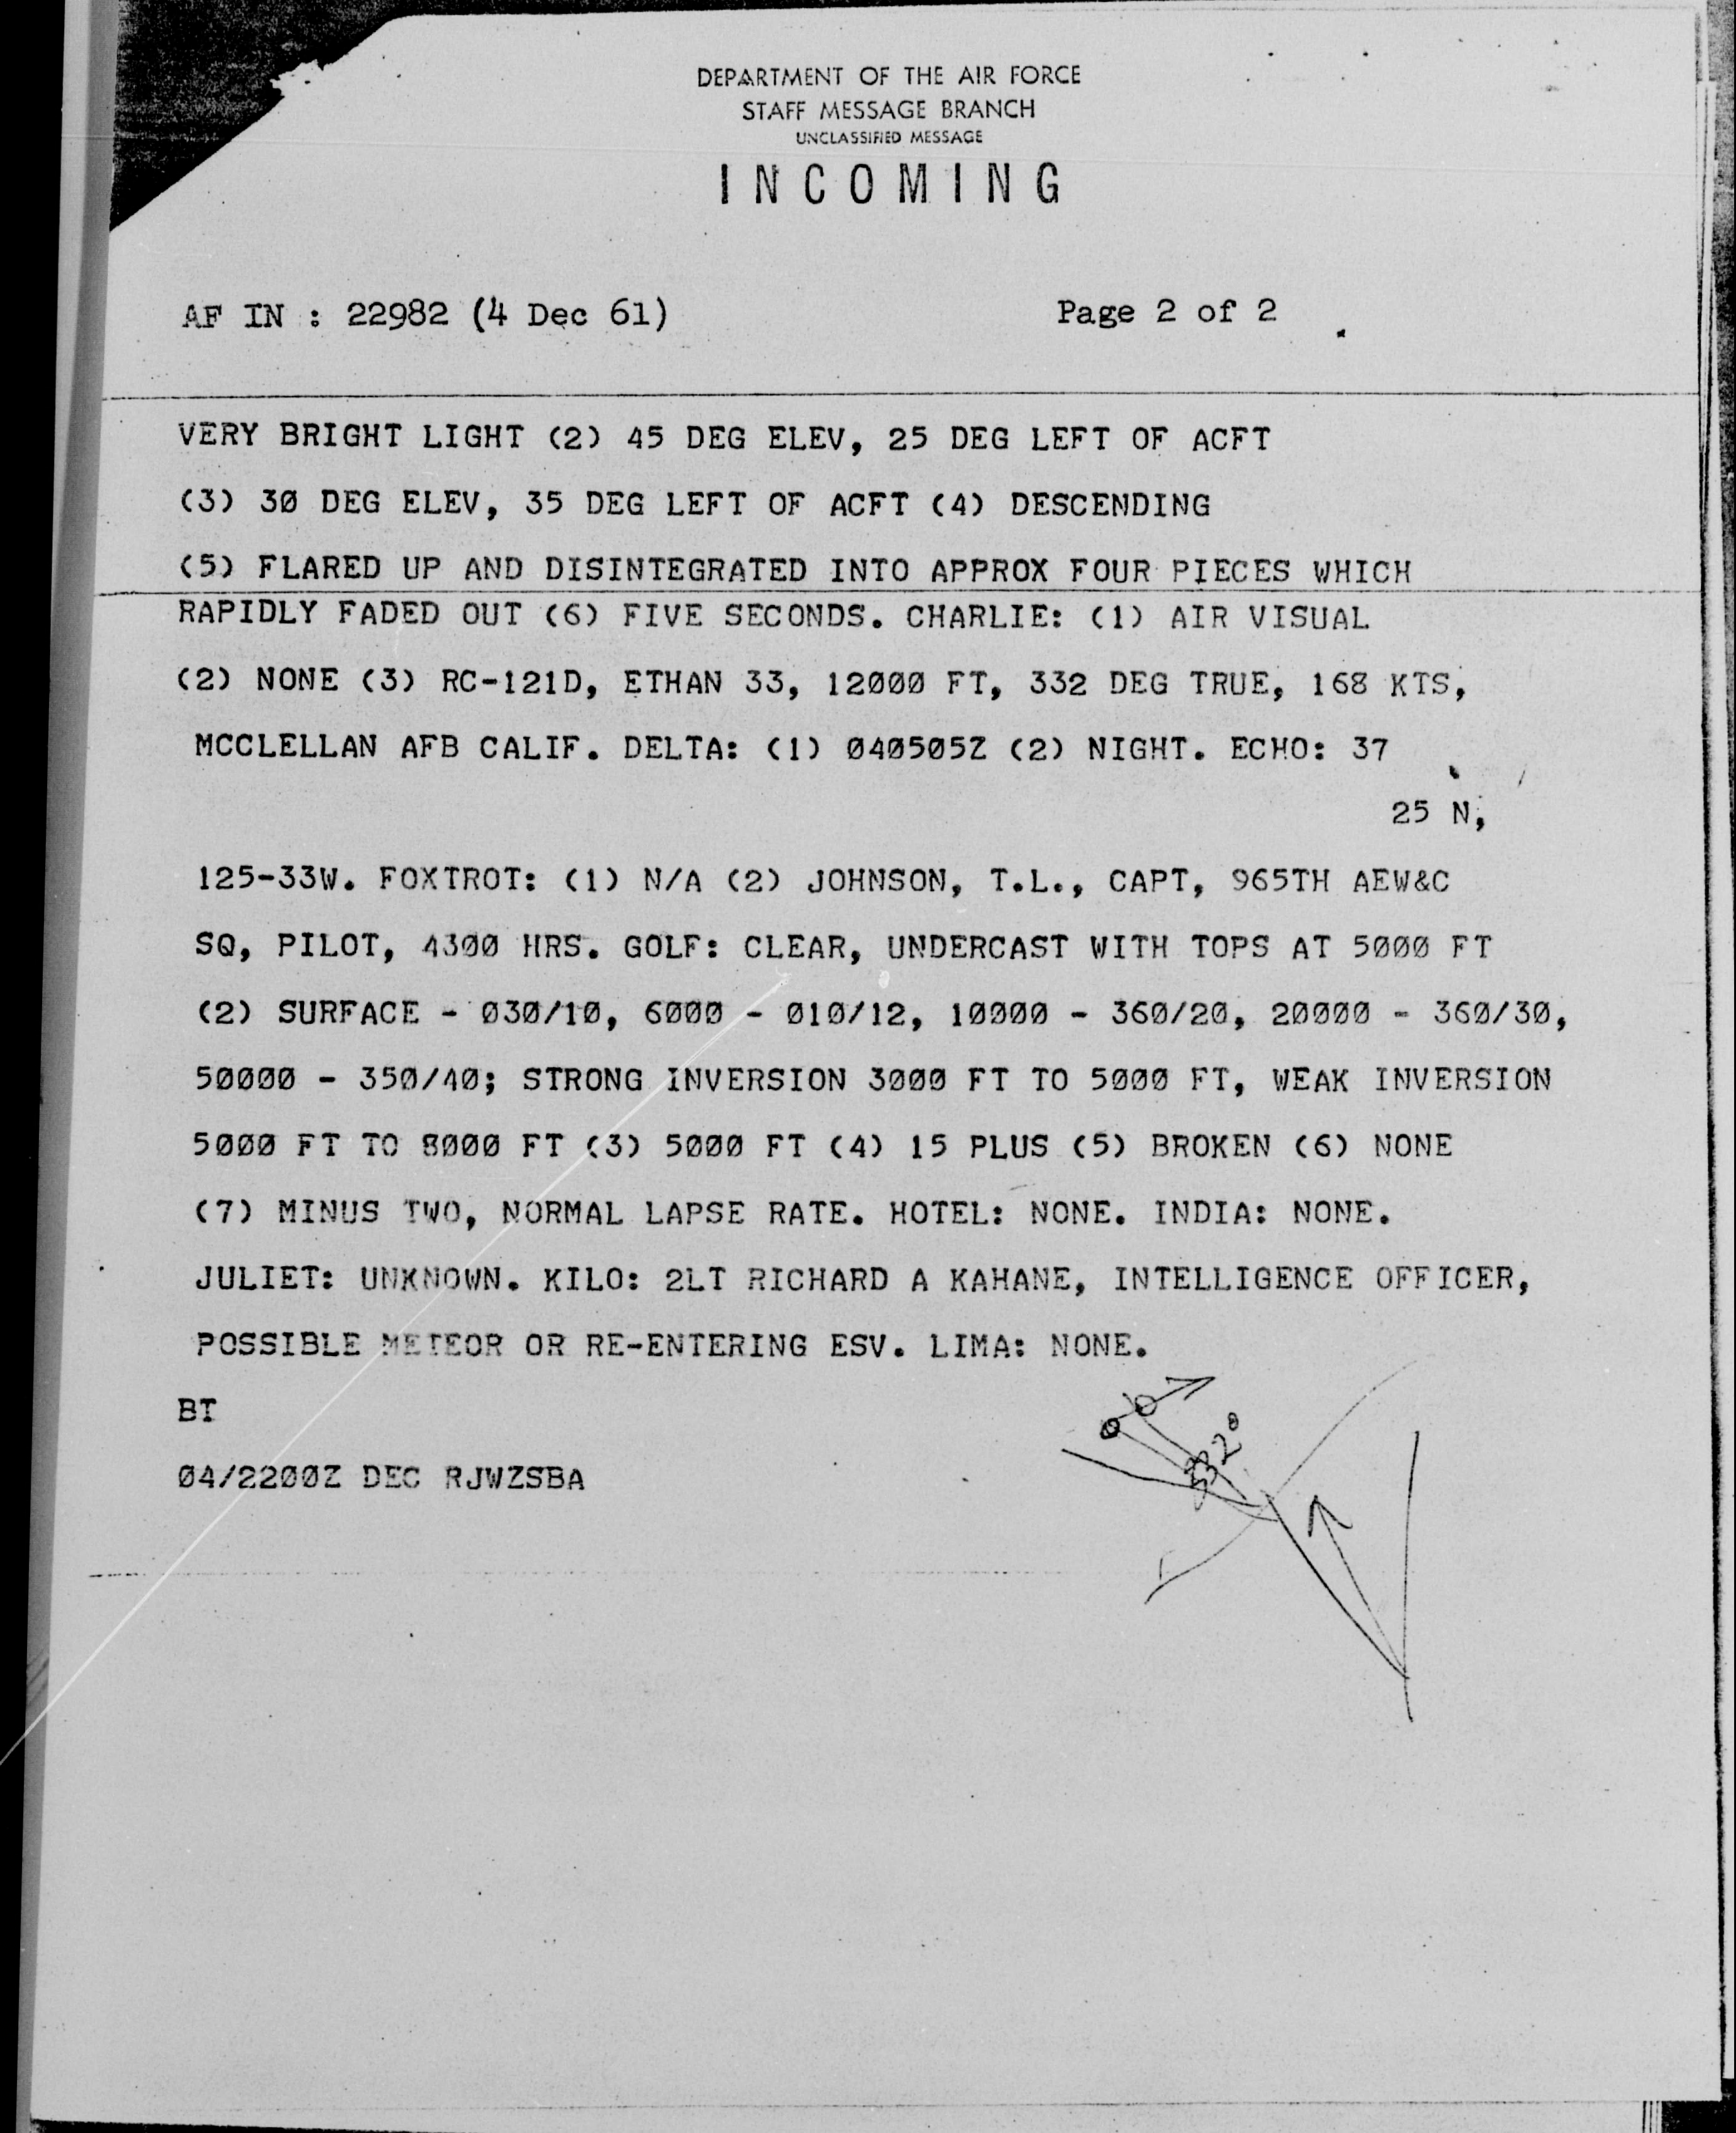 DEPARTMENT OF THE AIR FORCE
STAFF MESSAGE BRANCH
UNCLASSIFIED MESSAGE
INCOMING
AF IN : 22982 (4 Dec 61)
Page 2 of 2
VERY BRIGHT LIGHT (2) 45 DEG ELEV, 25 DEG LEFT OF ACFT
(3) 30 DEG ELEV, 35 DEG LEFT OF ACFT (4) DESCENDING
(5) FLARED UP AND DISINTEGRATED INTO APPROX FOUR PIECES WHICH
RAPIDLY FADED OUT (6) FIVE SECONDS. CHARLIE: (1) AIR VISUAL
(2) NONE (3) RC-121D, ETHAN 33, 12000 FT, 332 DEG TRUE, 168 KTS,
MCCLELLAN AFB CALIF. DELTA: (1) 040505Z (2) NIGHT. ECHO: 37
25 N,
125-33W. FOXTROT: (1) N/A (2) JOHNSON, T.L., CAPT, 965TH AEW&C
SQ, PILOT, 4300 HRS. GOLF: CLEAR, UNDERCAST WITH TOPS AT 5000 FT
(2) SURFACE - 030/10, 6000 - 010/12, 10000 - 360/20, 20000 - 360/30,
50000 - 350/40; STRONG INVERSION 3000 FT TO 5000 FT, WEAK INVERSION
5000 FT TO 8000 FT (3) 5000 FT (4) 15 PLUS (5) BROKEN (6) NONE
(7) MINUS TWO, NORMAL LAPSE RATE. HOTEL: NONE. INDIA: NONE.
JULIET: UNKNOWN. KILO: 2LT RICHARD A KAHANE, INTELLIGENCE OFFICER,
POSSIBLE METEOR OR RE-ENTERING ESV. LIMA: NONE.
BT
04/2200Z DEC RJWZSBA
332°